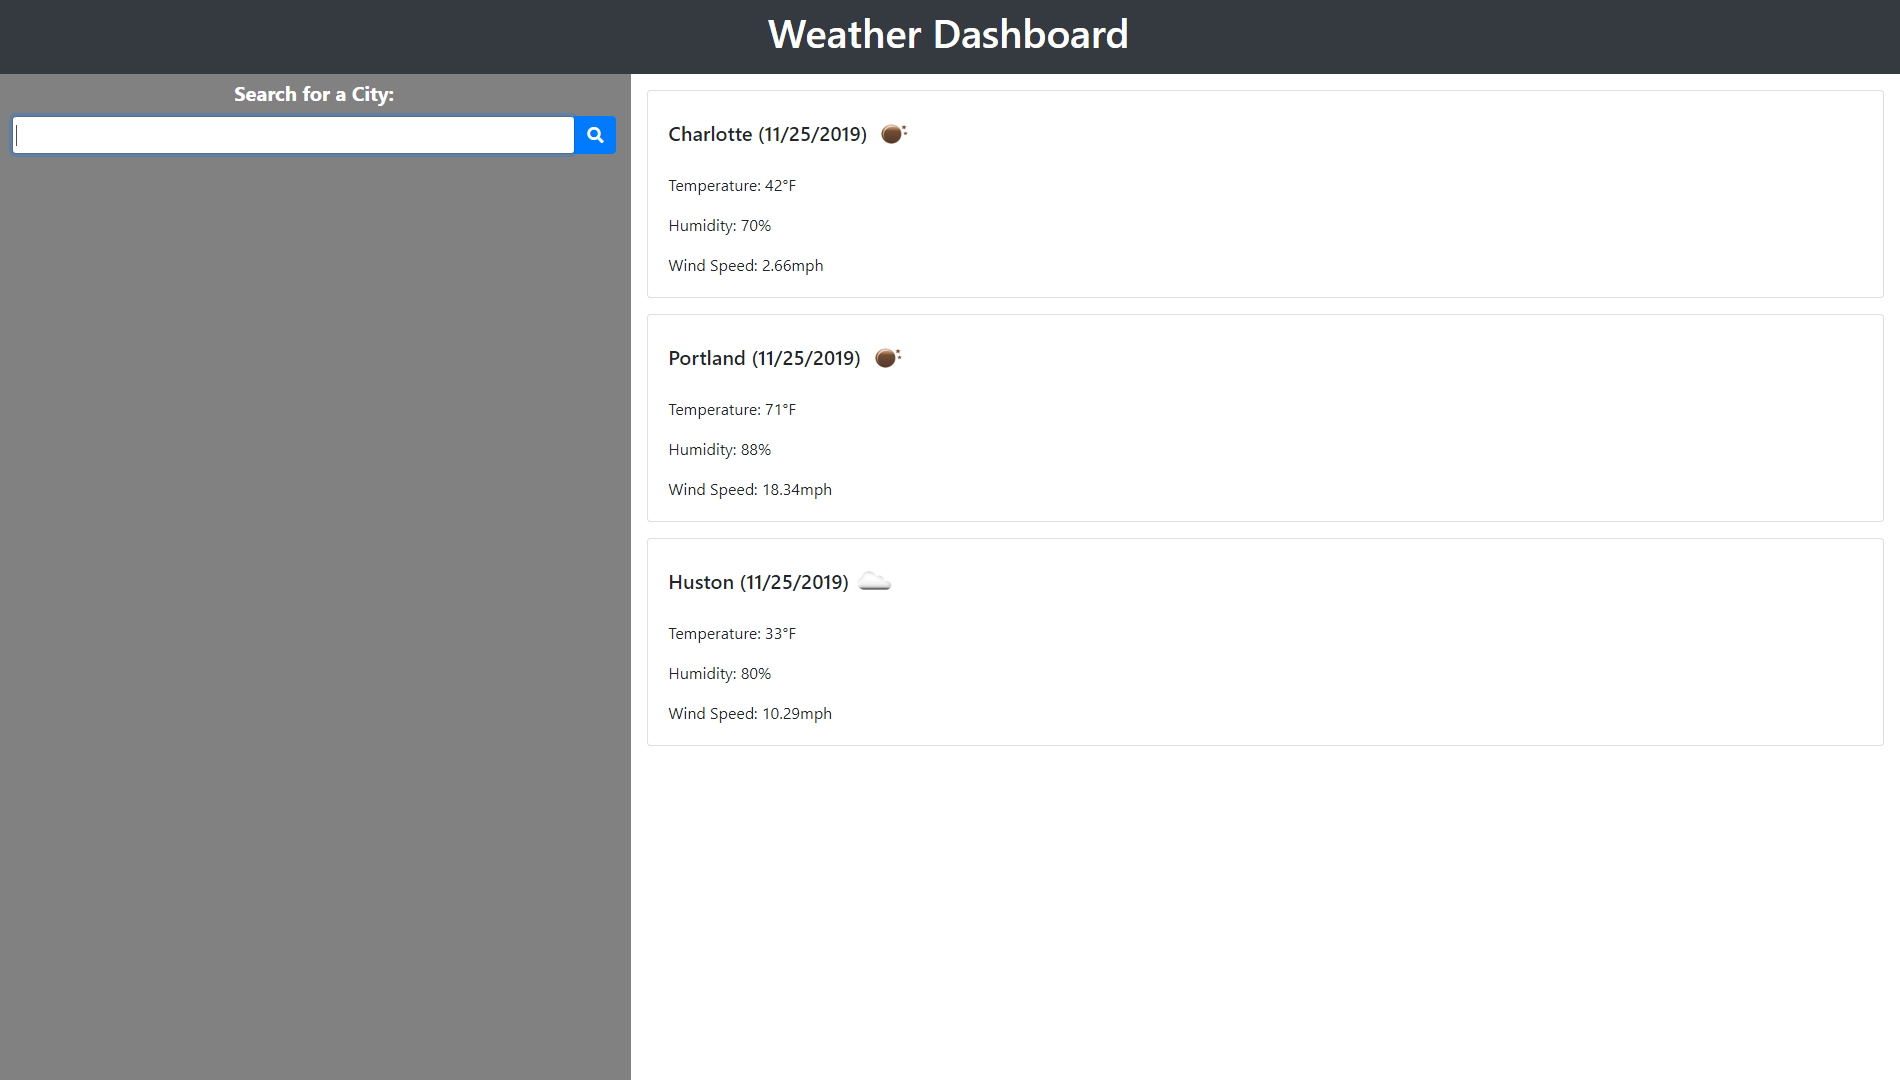 Weather Dashboard
Search for a City:
Charlotte (11/25/2019)
Temperature: 42°F
Humidity: 70%
Wind Speed: 2.66mph
Portland (11/25/2019)
Temperature: 71°F
Humidity: 88%
Wind Speed: 18.34mph
Huston (11/25/2019)
Temperature: 33°F
Humidity: 80%
Wind Speed: 10.29mph